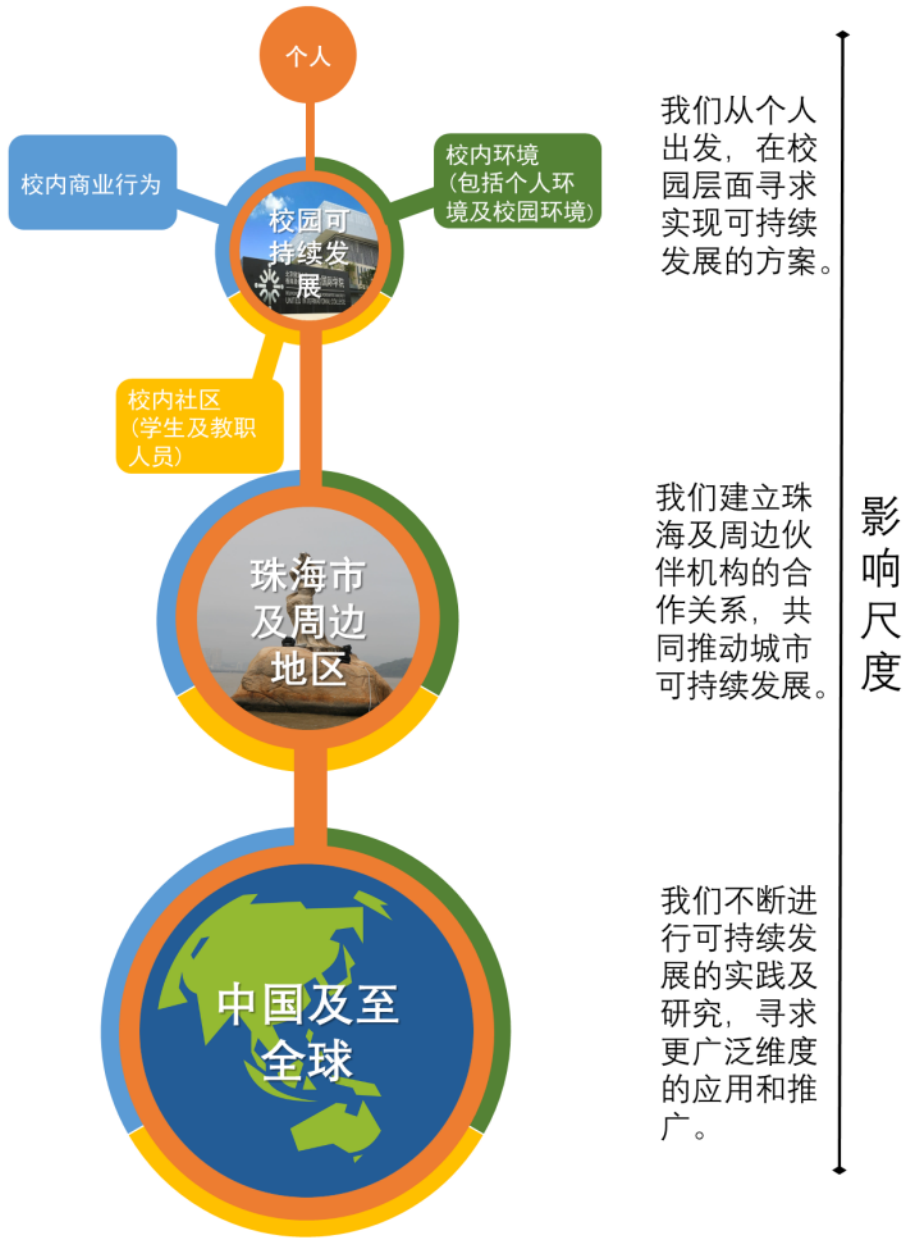 个人
校内商业行为
校内环境
(包括个人环
境及校园环境)
校园可
持续发
展
国际学院
校内社区
(学生及教职
人员)
我们从个人
出发，在校
园层面寻求
实现可持续
发展的方案。
珠海市
及周边
地区
我们建立珠
海及周边伙
伴机构的合
作关系，共
同推动城市
可持续发展。
影响尺度
中国及至
全球
我们不断进
行可持续发
展的实践及
研究，寻求
更广泛维度
的应用和推
广。